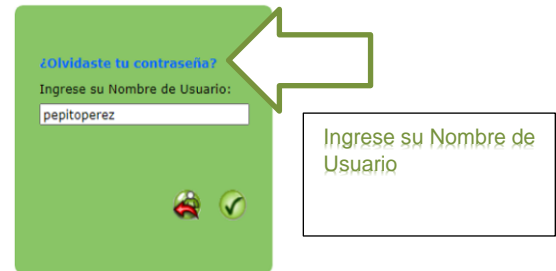 ¿Olvidaste tu contraseña?
Ingrese su Nombre de Usuario:
pepitoperez
Ingrese su Nombre de
Usuario